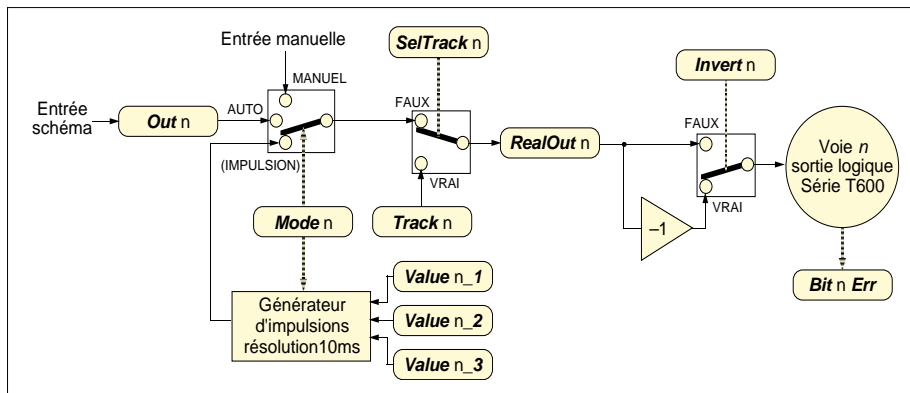 Entrée manuelle
SelTrack n
Invert n
MANUEL
Entrée
schéma
Out n
AUTO
(IMPULSION)
FAUX
VRAI
RealOut n
FAUX
VRAI
–1
Voie n
sortie logique
Série T600
Mode n
Track n
Bit n Err
Générateur
d'impulsions
résolution10ms
Value n_1
Value n_2
Value n_3